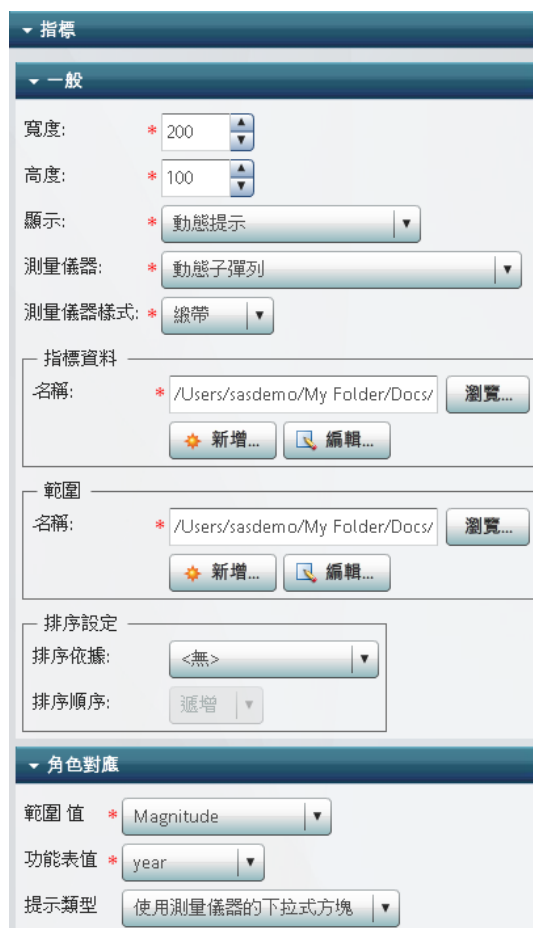 指標
一般
寬度: * 200
高度: * 100
顯示: * 動態提示
測量儀器: * 動態子彈列
測量儀器樣式: * 緞帶
指標資料
名稱: * /Users/sasdemo/My Folder/Docs/ 瀏覽...
新增... 編輯...
範圍
名稱: * /Users/sasdemo/My Folder/Docs/ 瀏覽...
新增... 編輯...
排序設定
排序依據: <無>
排序順序: 遞增
角色對應
範圍 值 * Magnitude
功能表值 * year
提示類型 使用測量儀器的下拉式方塊